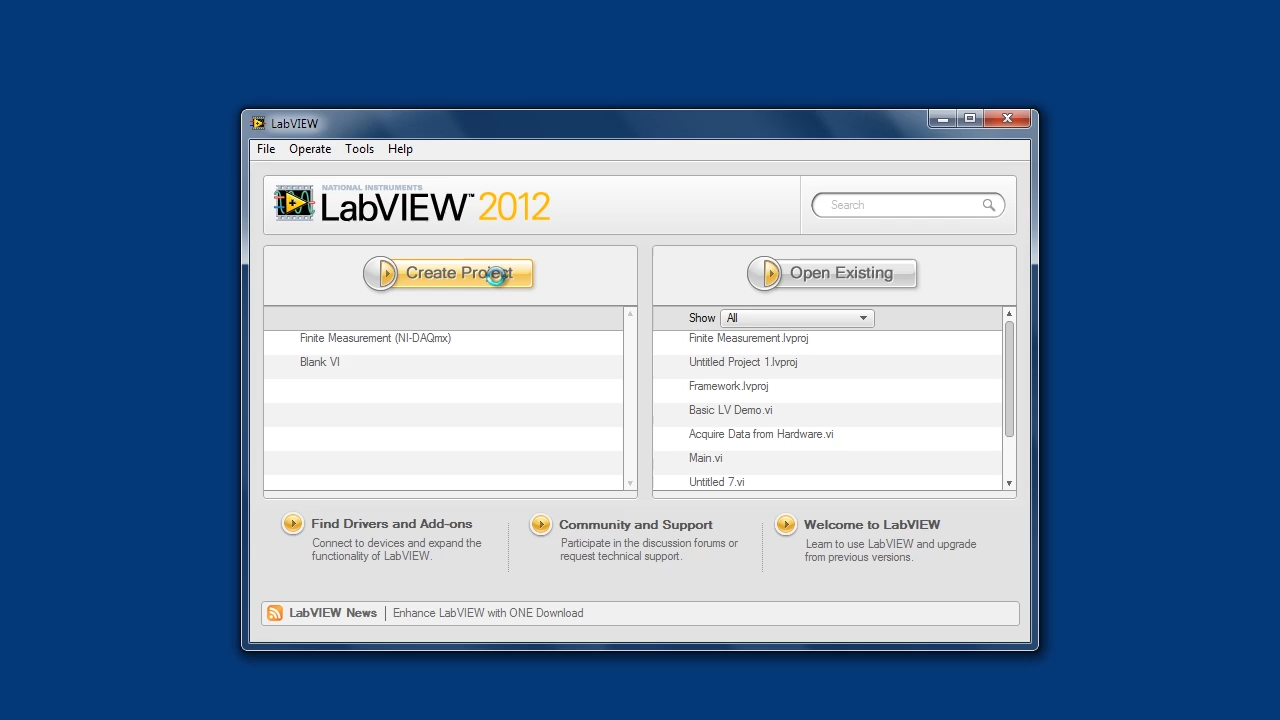 LabVIEW
File Operate Tools Help
NATIONAL INSTRUMENTS
LabVIEW™ 2012
Search
Create Project
Open Existing
Show All
Finite Measurement (NI-DAQmx)
Blank VI
Finite Measurement.lvproj
Untitled Project 1.lvproj
Framework.lvproj
Basic LV Demo.vi
Acquire Data from Hardware.vi
Main.vi
Untitled 7.vi
Find Drivers and Add-ons
Connect to devices and expand the
functionality of LabVIEW.
Community and Support
Participate in the discussion forums or
request technical support.
Welcome to LabVIEW
Learn to use LabVIEW and upgrade
from previous versions.
LabVIEW News | Enhance LabVIEW with ONE Download